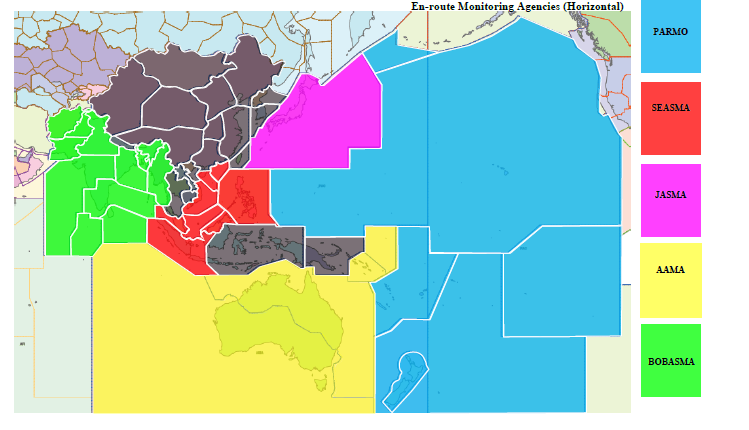 En-route Monitoring Agencies (Horizontal)
PARMO
SEASMA
JASMA
AAMA
BOBASMA